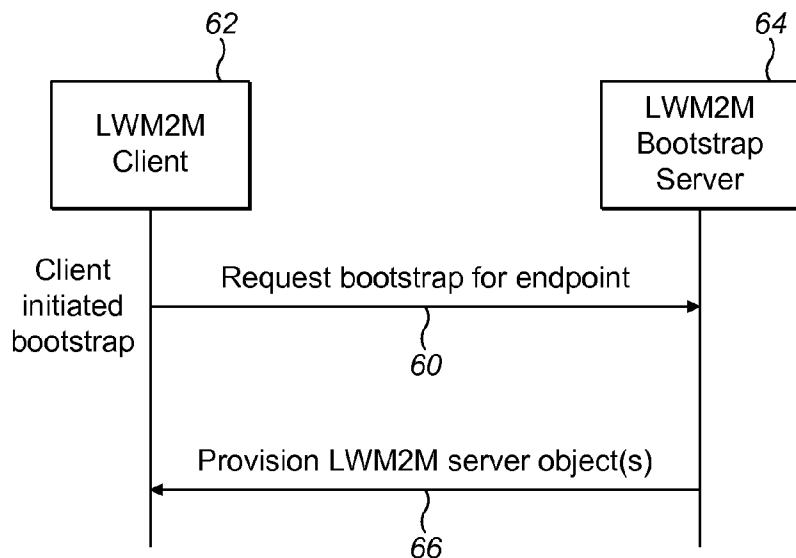 62
64
LWM2M
Client
LWM2M
Bootstrap
Server
Client
initiated
bootstrap
Request bootstrap for endpoint
60
Provision LWM2M server object(s)
66